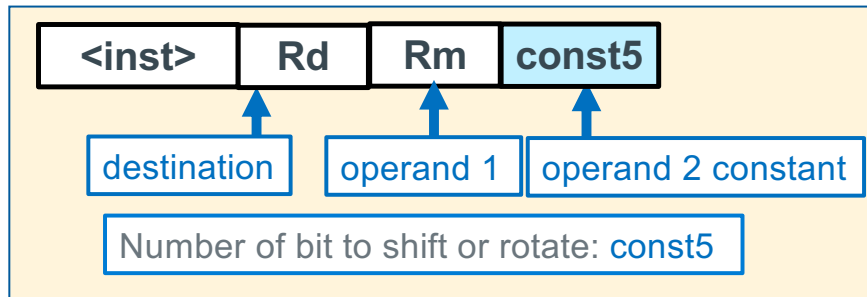 <inst> Rd Rm const5
destination operand 1 operand 2 constant
Number of bit to shift or rotate: const5